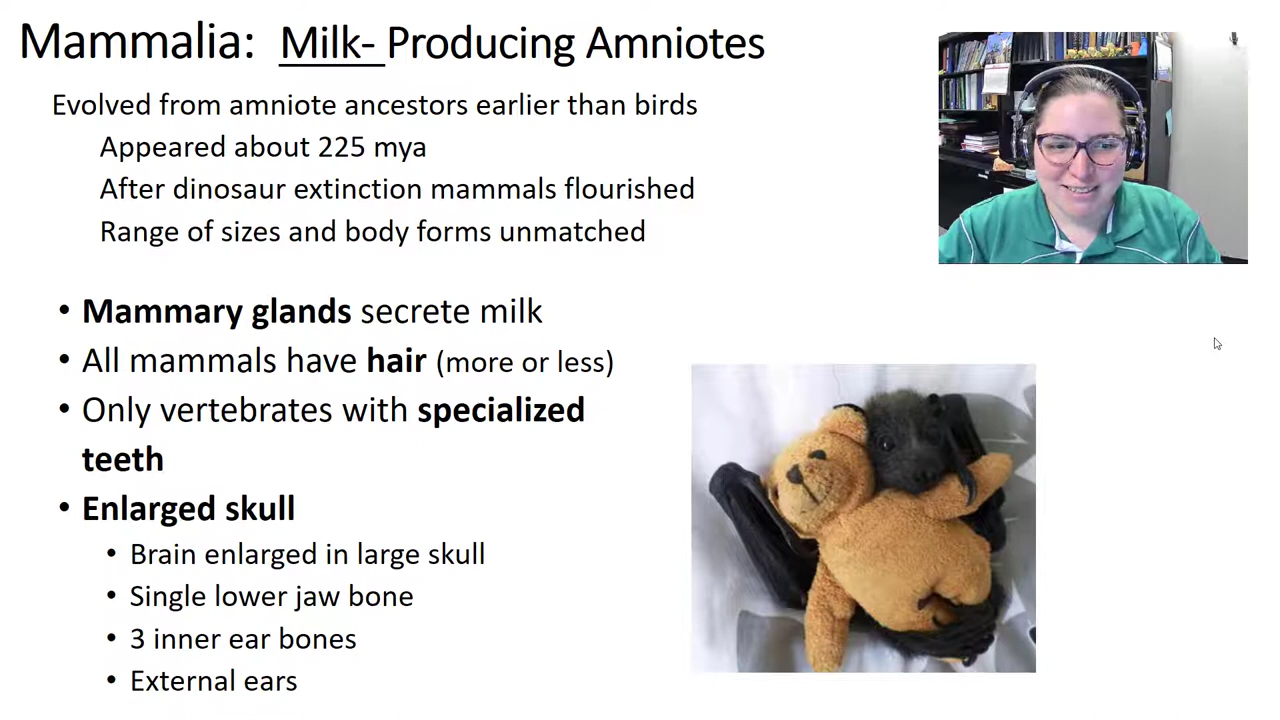 Mammalia: Milk- Producing Amniotes
Evolved from amniote ancestors earlier than birds
Appeared about 225 mya
After dinosaur extinction mammals flourished
Range of sizes and body forms unmatched
• Mammary glands secrete milk
• All mammals have hair (more or less)
• Only vertebrates with specialized
teeth
• Enlarged skull
• Brain enlarged in large skull
• Single lower jaw bone
• 3 inner ear bones
• External ears